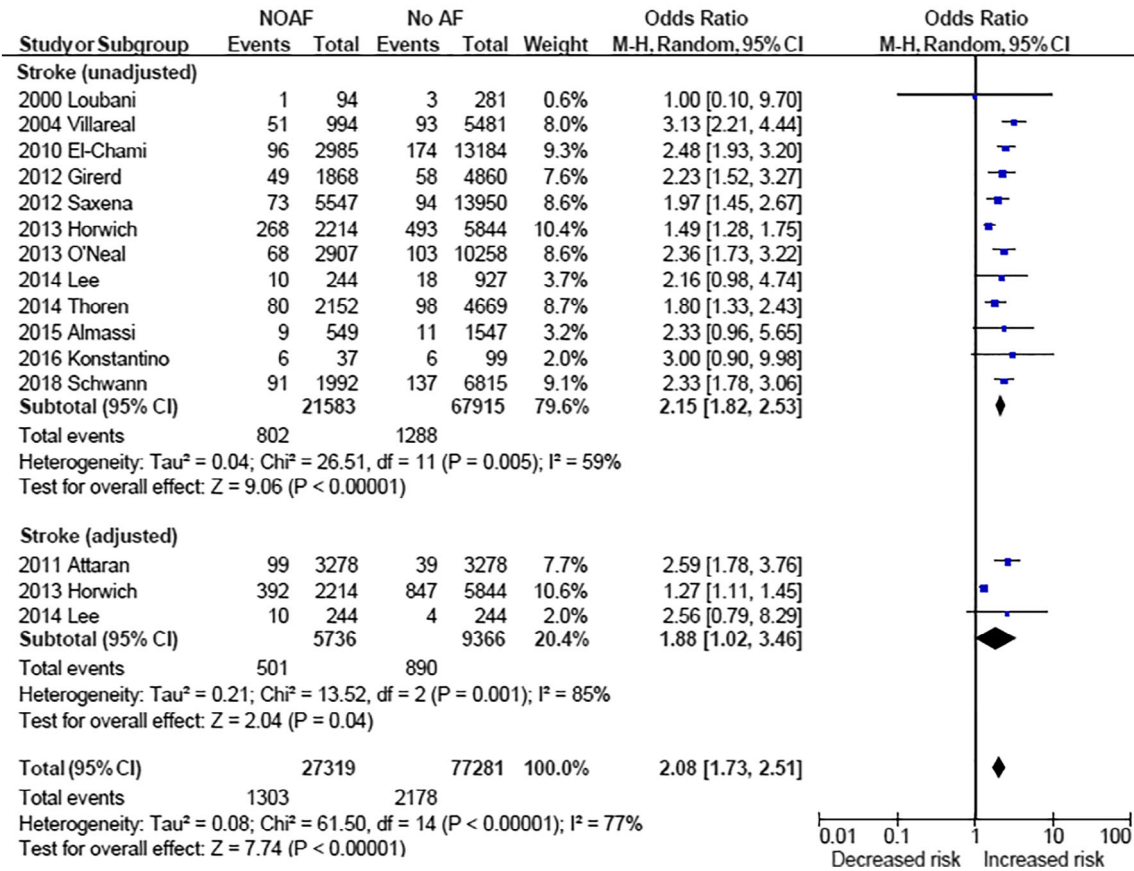 NOAF No AF Odds Ratio Odds Ratio
Study or Subgroup Events Total Events Total Weight M-H, Random, 95% CI M-H, Random, 95% CI
Stroke (unadjusted)
2000 Loubani 1 94 3 281 0.6% 1.00 [0.10, 9.70]
2004 Villareal 51 994 93 5481 8.0% 3.13 [2.21, 4.44]
2010 El-Chami 96 2985 174 13184 9.3% 2.48 [1.93, 3.20]
2012 Girerd 49 1868 58 4860 7.6% 2.23 [1.52, 3.27]
2012 Saxena 73 5547 94 13950 8.6% 1.97 [1.45, 2.67]
2013 Horwich 268 2214 493 5844 10.4% 1.49 [1.28, 1.75]
2013 O'Neal 68 2907 103 10258 8.6% 2.36 [1.73, 3.22]
2014 Lee 10 244 18 927 3.7% 2.16 [0.98, 4.74]
2014 Thoren 80 2152 98 4669 8.7% 1.80 [1.33, 2.43]
2015 Almassi 9 549 11 1547 3.2% 2.33 [0.96, 5.65]
2016 Konstantino 6 37 6 99 2.0% 3.00 [0.90, 9.98]
2018 Schwann 91 1992 137 6815 9.1% 2.33 [1.78, 3.06]
Subtotal (95% CI) 21583 67915 79.6% 2.15 [1.82, 2.53]
Total events 802 1288
Heterogeneity: Tau² = 0.04; Chi² = 26.51, df = 11 (P = 0.005); I² = 59%
Test for overall effect: Z = 9.06 (P < 0.00001)
Stroke (adjusted)
2011 Attaran 99 3278 39 3278 7.7% 2.59 [1.78, 3.76]
2013 Horwich 392 2214 847 5844 10.6% 1.27 [1.11, 1.45]
2014 Lee 10 244 4 244 2.0% 2.56 [0.79, 8.29]
Subtotal (95% CI) 5736 9366 20.4% 1.88 [1.02, 3.46]
Total events 501 890
Heterogeneity: Tau² = 0.21; Chi² = 13.52, df = 2 (P = 0.001); I² = 85%
Test for overall effect: Z = 2.04 (P = 0.04)
Total (95% CI) 27319 77281 100.0% 2.08 [1.73, 2.51]
Total events 1303 2178
Heterogeneity: Tau² = 0.08; Chi² = 61.50, df = 14 (P < 0.00001); I² = 77%
Test for overall effect: Z = 7.74 (P < 0.00001)
0.01 0.1 1 10 100
Decreased risk Increased risk